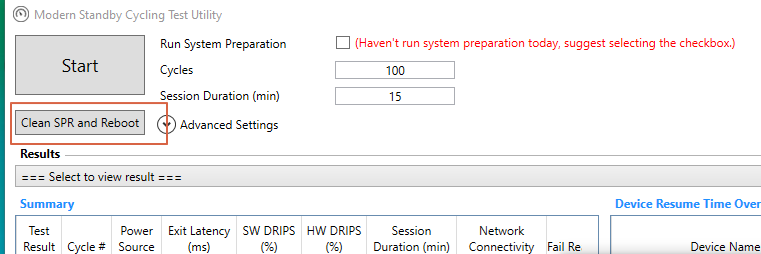 Modern Standby Cycling Test Utility
Start
Run System Preparation
(Haven't run system preparation today, suggest selecting the checkbox.)
Cycles
100
Session Duration (min)
15
Clean SPR and Reboot
Advanced Settings
Results
=== Select to view result ===
Summary
Device Resume Time Over
Test Result
Cycle #
Power Source
Exit Latency (ms)
SW DRIPS (%)
HW DRIPS (%)
Session Duration (min)
Network Connectivity
Fail Re
Device Name